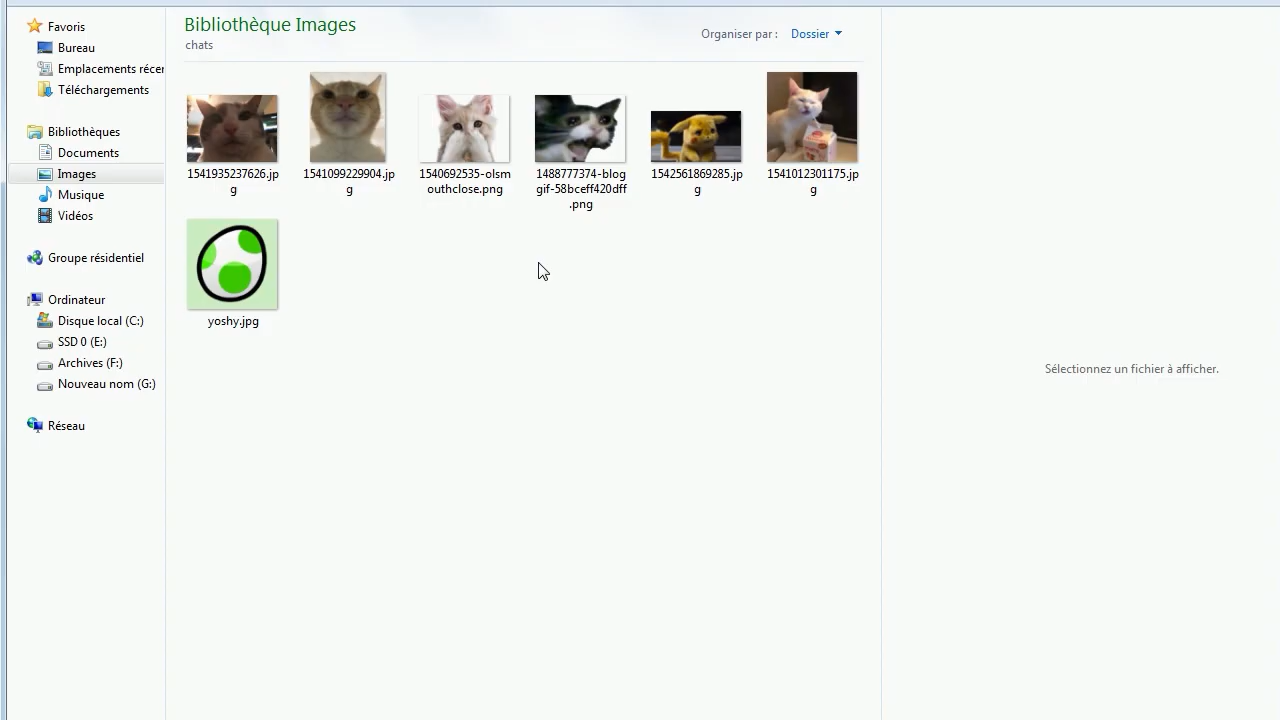 Favoris
Bureau
Emplacements récen
Téléchargements
Bibliothèques
Documents
Images
Musique
Vidéos
Groupe résidentiel
Ordinateur
Disque local (C:)
SSD 0 (E:)
Archives (F:)
Nouveau nom (G:)
Réseau
Bibliothèque Images
chats
Organiser par :
Dossier
1541935237626.jp
g
1541099229904.jp
g
1540692535-olsm
outhclose.png
1488777374-blog
gif-58bceff420dff
.png
1542561869285.jp
g
1541012301175.jp
g
yoshy.jpg
Sélectionnez un fichier à afficher.